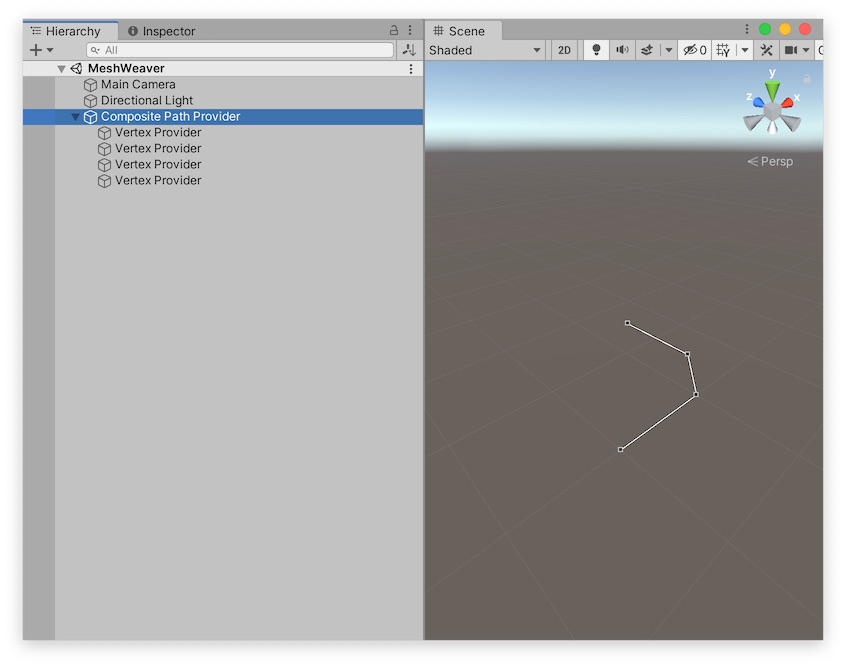 Hierarchy
Inspector
All
MeshWeaver
Main Camera
Directional Light
Composite Path Provider
Vertex Provider
Vertex Provider
Vertex Provider
Vertex Provider
Scene
Shaded
2D
0
y
z
x
Persp